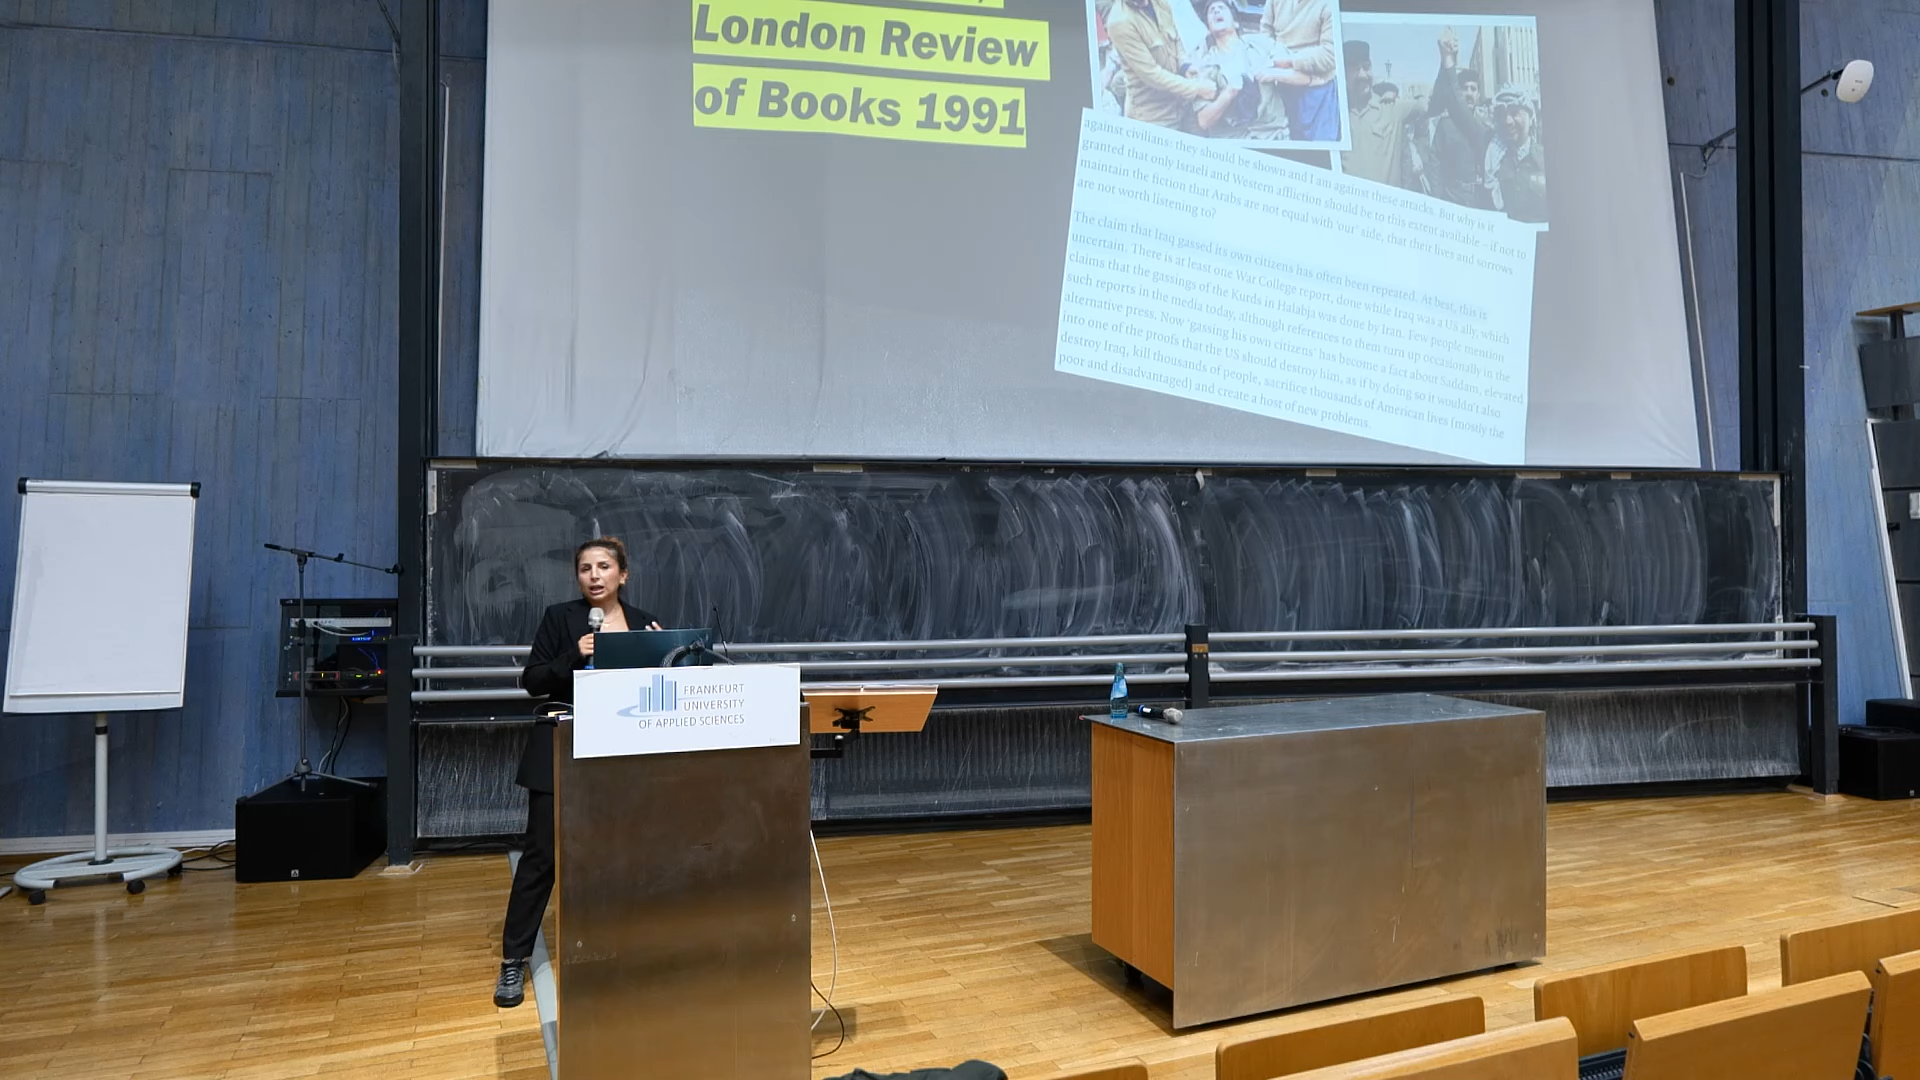 London Review
of Books 1991
against civilians: they should be shown and I am against these attacks. But why is it
granted that only Israeli and Western affliction should be to this extent available – if not to
maintain the fiction that Arabs are not equal with 'our' side, that their lives and sorrows
are not worth listening to?
The claim that Iraq gassed its own citizens has often been repeated. At best, this is
uncertain. There is at least one War College report, done while Iraq was a US ally, which
claims that the gassings of the Kurds in Halabja was done by Iran. Few people mention
such reports in the media today, although references to them turn up occasionally in the
alternative press. Now 'gassing his own citizens' has become a fact about Saddam, elevated
into one of the proofs that the US should destroy him, as if by doing so it wouldn't also
destroy Iraq, kill thousands of people, sacrifice thousands of American lives (mostly the
poor and disadvantaged) and create a host of new problems.
FRANKFURT
UNIVERSITY
OF APPLIED SCIENCES